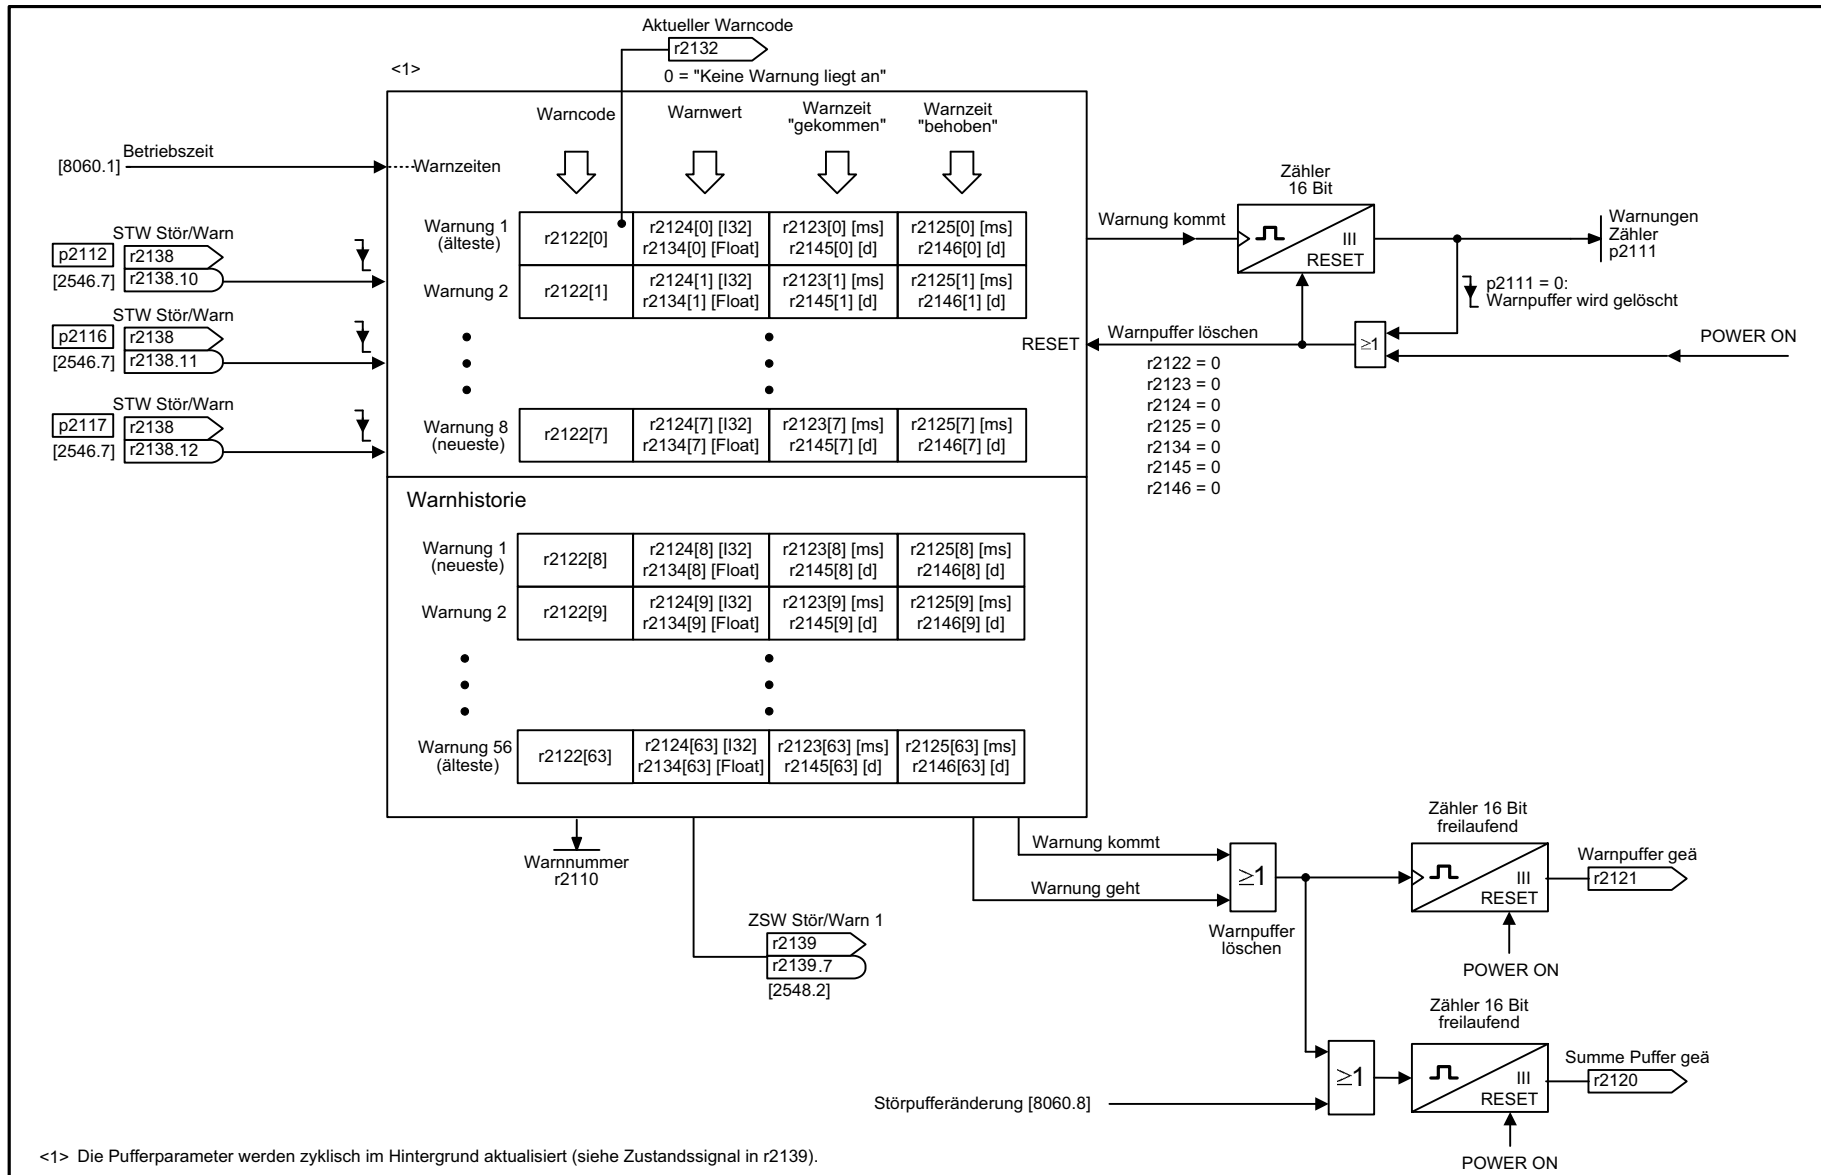 Aktueller Warncode
r2132
0 = "Keine Warnung liegt an"
<1>
Warncode
Warnwert
Warnzeit
"gekommen"
Warnzeit
"behoben"
Betriebszeit
[8060.1]
Warnzeiten
Warnung 1
(älteste)
r2122[0]
r2124[0] [I32]
r2134[0] [Float]
r2123[0] [ms]
r2145[0] [d]
r2125[0] [ms]
r2146[0] [d]
Warnung 2
r2122[1]
r2124[1] [I32]
r2134[1] [Float]
r2123[1] [ms]
r2145[1] [d]
r2125[1] [ms]
r2146[1] [d]
Warnung 8
(neueste)
r2122[7]
r2124[7] [I32]
r2134[7] [Float]
r2123[7] [ms]
r2145[7] [d]
r2125[7] [ms]
r2146[7] [d]
STW Stör/Warn
p2112
r2138
[2546.7]
r2138.10
STW Stör/Warn
p2116
r2138
[2546.7]
r2138.11
STW Stör/Warn
p2117
r2138
[2546.7]
r2138.12
Warnung kommt
Zähler
16 Bit
III
RESET
Warnungen
Zähler
p2111
p2111 = 0:
Warnpuffer wird gelöscht
RESET
Warnpuffer löschen
≥1
POWER ON
r2122 = 0
r2123 = 0
r2124 = 0
r2125 = 0
r2134 = 0
r2145 = 0
r2146 = 0
Warnhistorie
Warnung 1
(neueste)
r2122[8]
r2124[8] [I32]
r2134[8] [Float]
r2123[8] [ms]
r2145[8] [d]
r2125[8] [ms]
r2146[8] [d]
Warnung 2
r2122[9]
r2124[9] [I32]
r2134[9] [Float]
r2123[9] [ms]
r2145[9] [d]
r2125[9] [ms]
r2146[9] [d]
Warnung 56
(älteste)
r2122[63]
r2124[63] [I32]
r2134[63] [Float]
r2123[63] [ms]
r2145[63] [d]
r2125[63] [ms]
r2146[63] [d]
Warnnummer
r2110
ZSW Stör/Warn 1
r2139
r2139.7
[2548.2]
Warnung kommt
Warnung geht
≥1
Warnpuffer
löschen
Zähler 16 Bit
freilaufend
III
RESET
POWER ON
Warnpuffer geä
r2121
Störpufferänderung [8060.8]
≥1
Zähler 16 Bit
freilaufend
III
RESET
POWER ON
Summe Puffer geä
r2120
<1> Die Pufferparameter werden zyklisch im Hintergrund aktualisiert (siehe Zustandssignal in r2139).